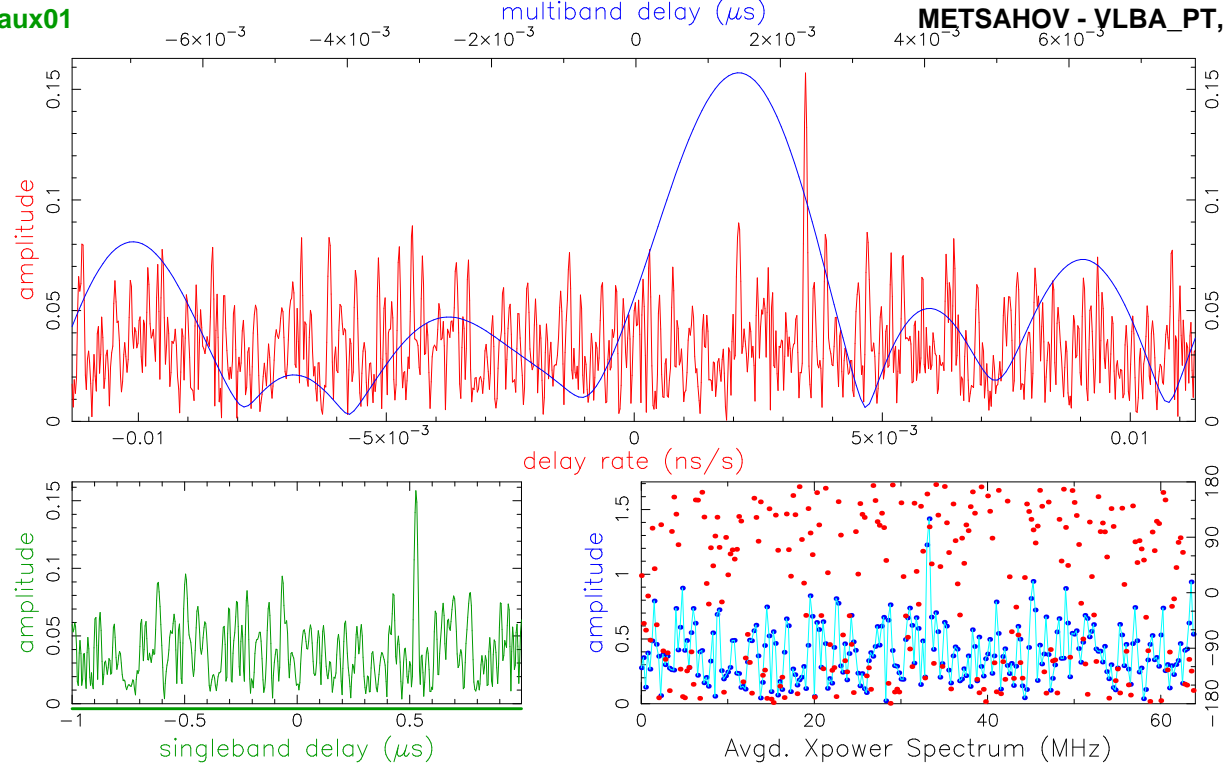 aux01
multiband delay (μs)
METSAHOV - VLBA_PT,
−6×10⁻³ −4×10⁻³ −2×10⁻³ 0 2×10⁻³ 4×10⁻³ 6×10⁻³
amplitude
0 0.05 0.1 0.15
0 0.05 0.1 0.15
−0.01 −5×10⁻³ 0 5×10⁻³ 0.01
delay rate (ns/s)
amplitude
0 0.05 0.1 0.15
−1 −0.5 0 0.5
singleband delay (μs)
amplitude
0 0.5 1 1.5
−180 −90 0 90 180
0 20 40 60
Avgd. Xpower Spectrum (MHz)